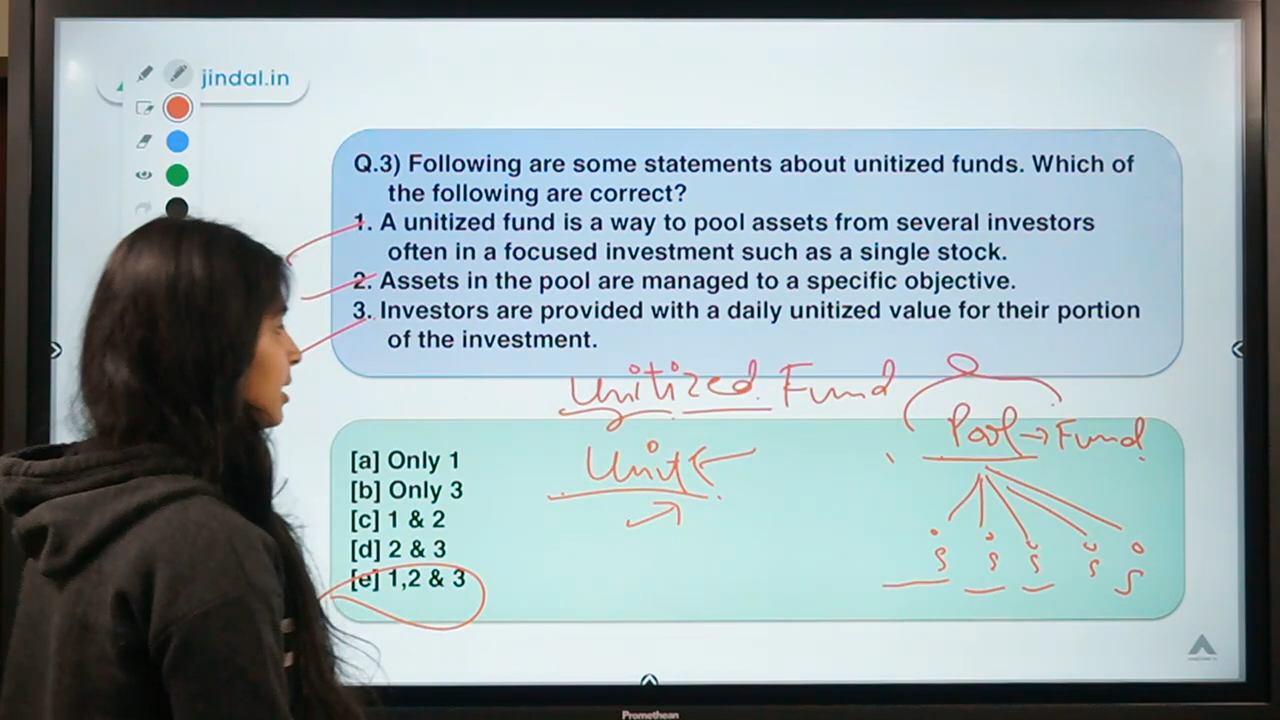 jindal.in
Q.3) Following are some statements about unitized funds. Which of
the following are correct?
1. A unitized fund is a way to pool assets from several investors
often in a focused investment such as a single stock.
2. Assets in the pool are managed to a specific objective.
3. Investors are provided with a daily unitized value for their portion
of the investment.
Unitized Fund
Pool → Fund
Unit
[a] Only 1
[b] Only 3
[c] 1 & 2
[d] 2 & 3
[e] 1,2 & 3
S S S S S
Promethean